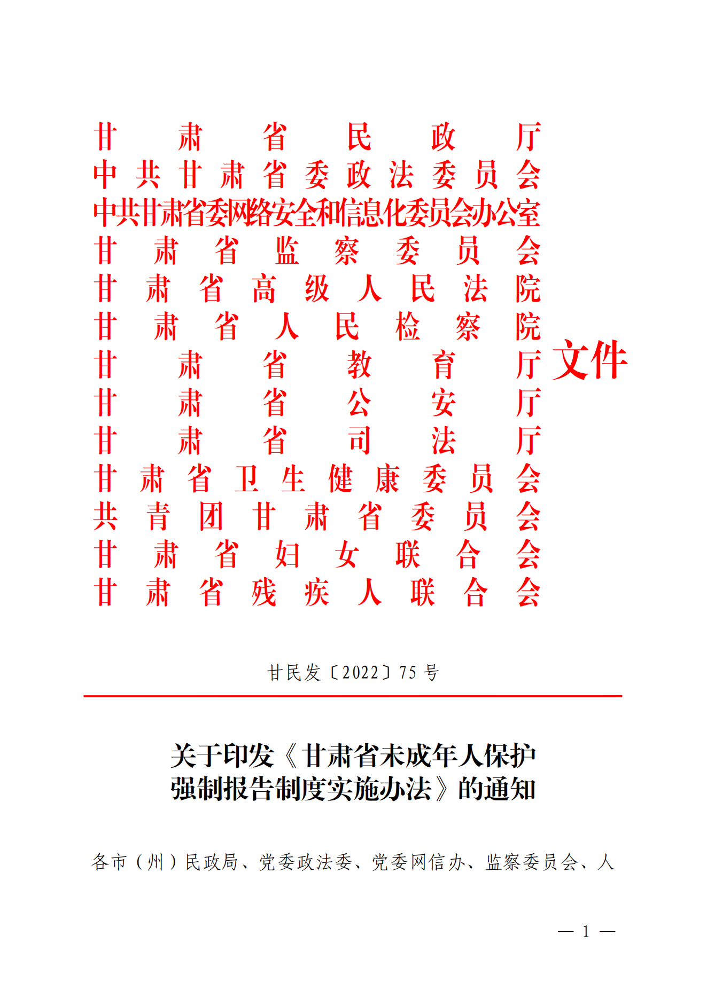 甘肃省民政厅
中共甘肃省委政法委员会
中共甘肃省委网络安全和信息化委员会办公室
甘肃省监察委员会
甘肃省高级人民法院
甘肃省人民检察院
甘肃省教育厅
文件
甘肃省公安厅
甘肃省司法厅
甘肃省卫生健康委员会
共青团甘肃省委员会
甘肃省妇女联合会
甘肃省残疾人联合会
甘民发〔2022〕75 号
关于印发《甘肃省未成年人保护
强制报告制度实施办法》的通知
各市（州）民政局、党委政法委、党委网信办、监察委员会、人
— 1 —